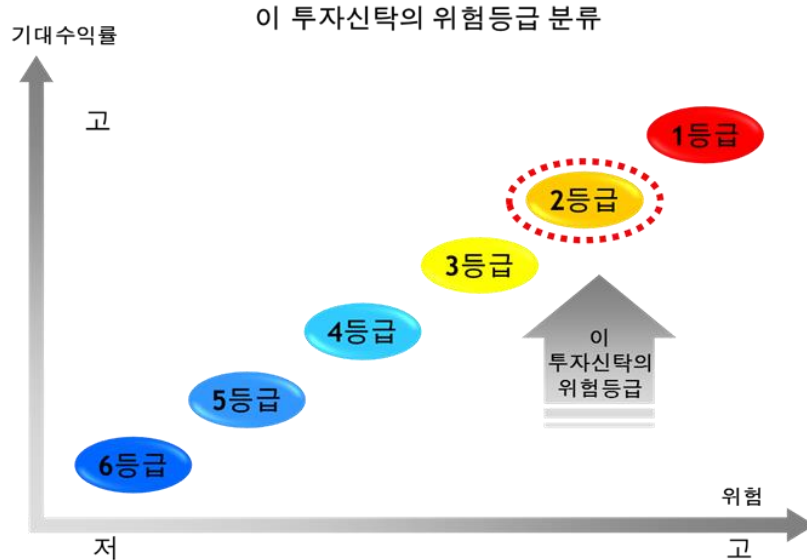 이 투자신탁의 위험등급 분류
기대수익률
고
1등급
2등급
3등급
4등급
이
투자신탁의
위험등급
5등급
6등급
위험
저
고